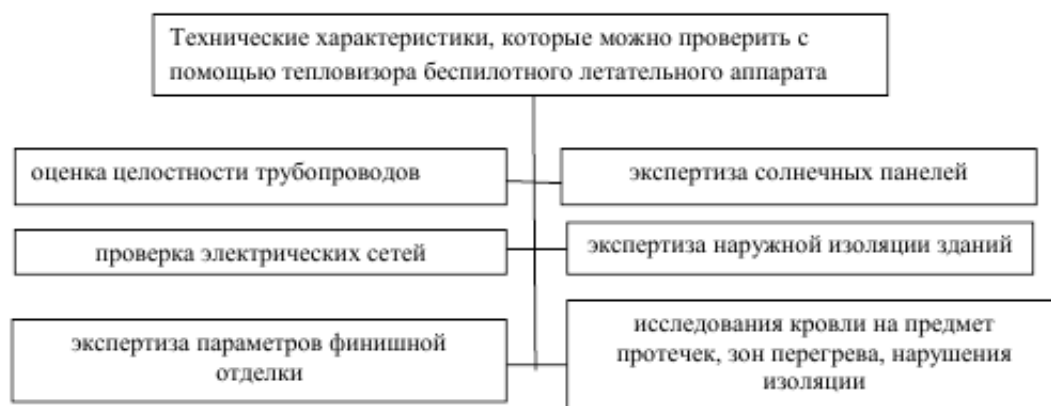 Технические характеристики, которые можно проверить с
помощью тепловизора беспилотного летательного аппарата
оценка целостности трубопроводов
экспертиза солнечных панелей
проверка электрических сетей
экспертиза наружной изоляции зданий
экспертиза параметров финишной
отделки
исследования кровли на предмет
протечек, зон перегрева, нарушения
изоляции